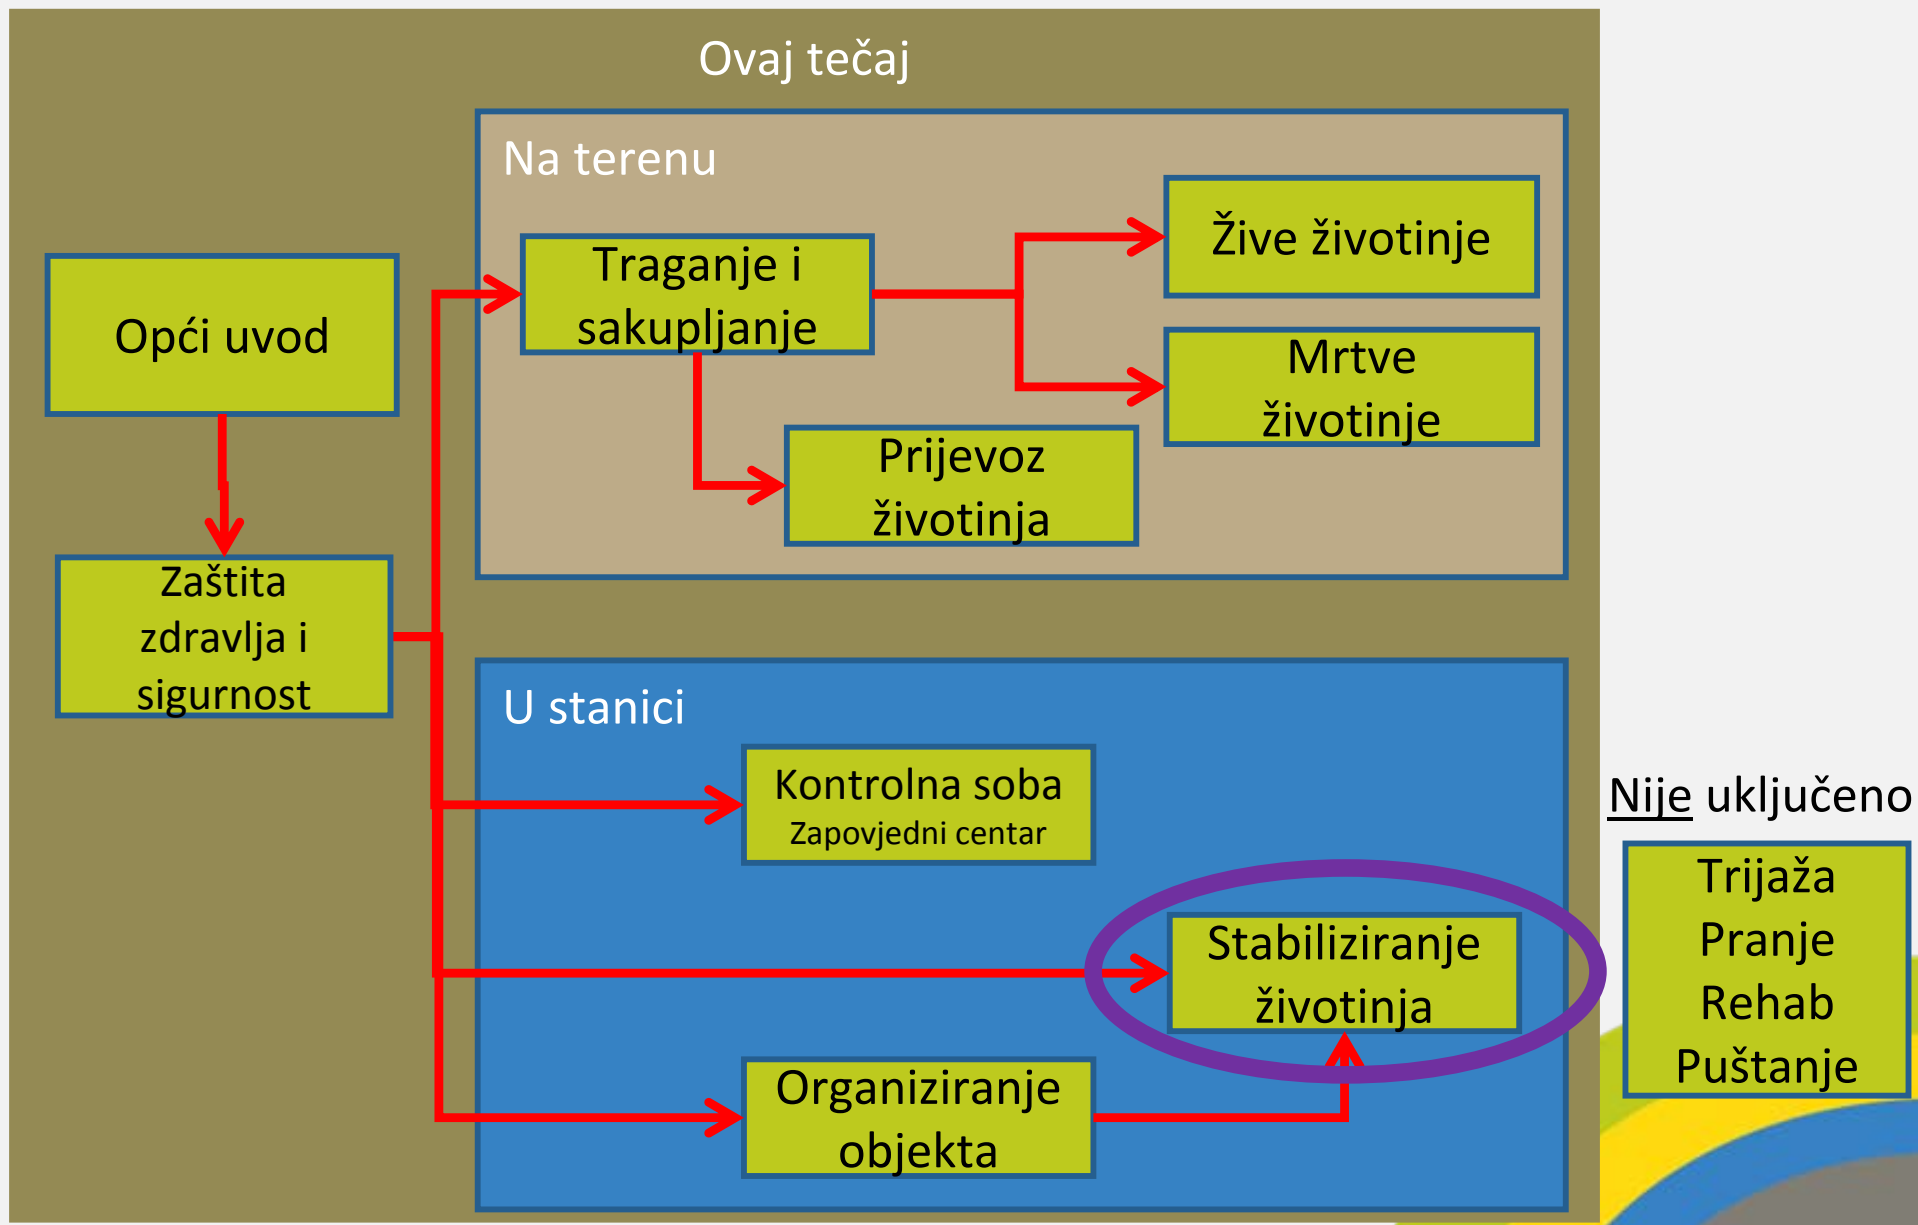 Ovaj tečaj
Na terenu
Žive životinje
Traganje i
sakupljanje
Opći uvod
Mrtve
životinje
Prijevoz
životinja
Zaštita
zdravlja i
sigurnost
U stanici
Kontrolna soba
Zapovjedni centar
Stabiliziranje
životinja
Organiziranje
objekta
Nije uključeno
Trijaža
Pranje
Rehab
Puštanje